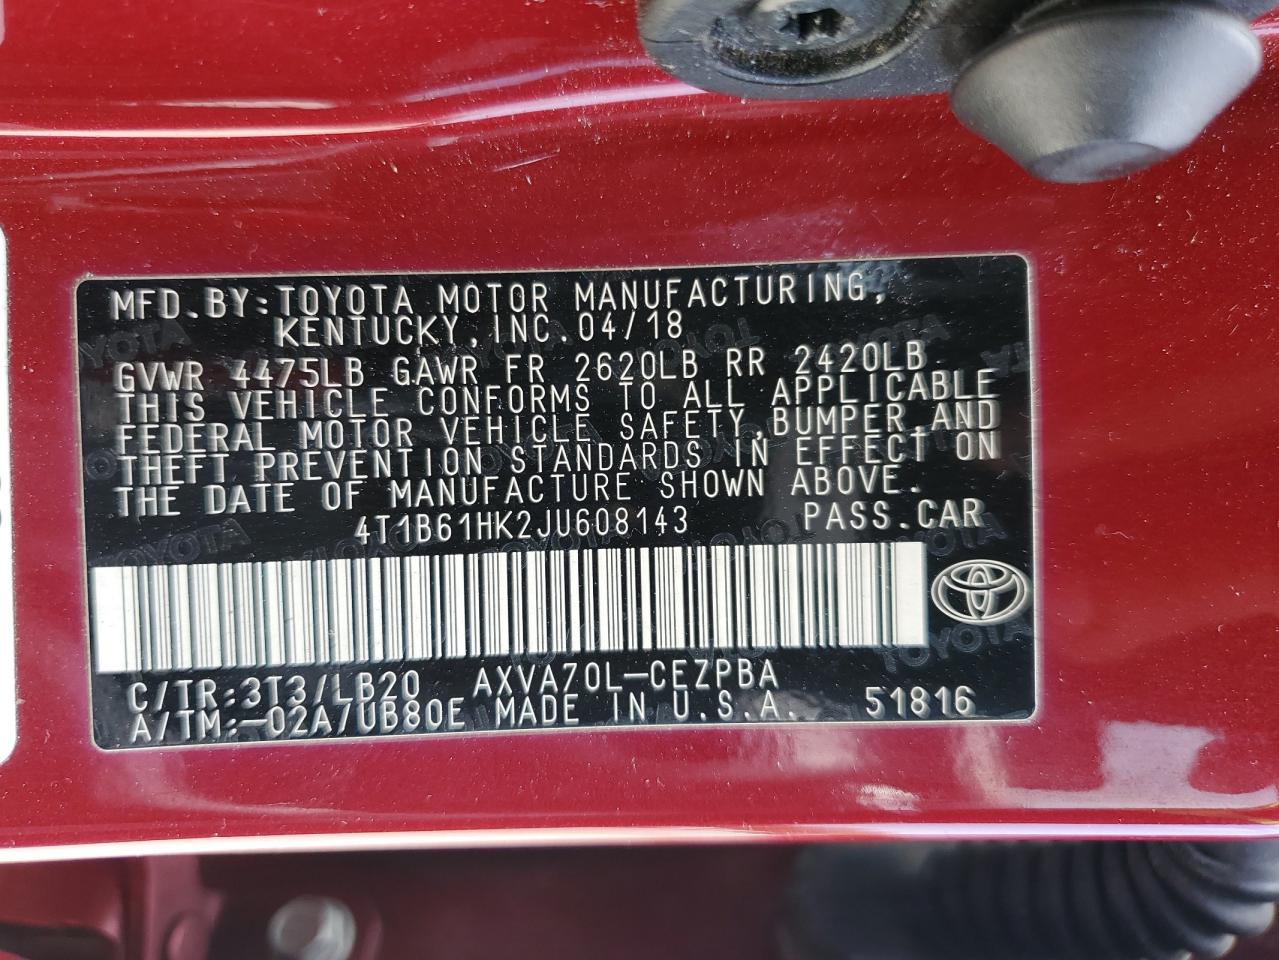 MFD.BY:TOYOTA MOTOR MANUFACTURING,
KENTUCKY,INC.04/18
GVWR 4475LB GAWR FR 2620LB RR 2420LB
THIS VEHICLE CONFORMS TO ALL APPLICABLE
FEDERAL MOTOR VEHICLE SAFETY,BUMPER,AND
THEFT PREVENTION STANDARDS IN EFFECT ON
THE DATE OF MANUFACTURE SHOWN ABOVE.
4T1B61HK2JU608143 PASS.CAR
C/TR:3T3/LB20 AXVA70L-CEZPBA
A/TM:-02A/UB80E MADE IN U.S.A. 51816